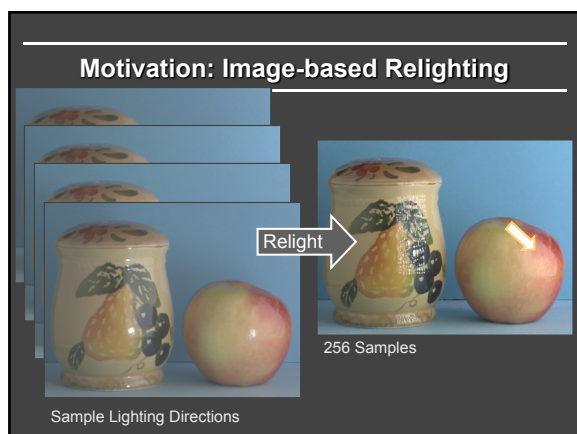 Motivation: Image-based Relighting
Relight
256 Samples
Sample Lighting Directions